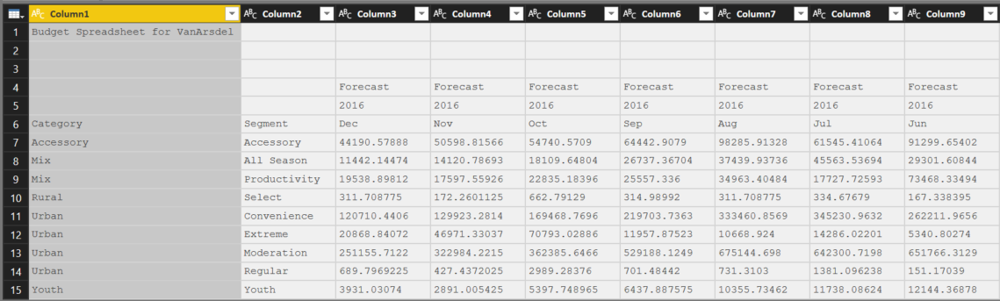 ABC Column1 ABC Column2 ABC Column3 ABC Column4 ABC Column5 ABC Column6 ABC Column7 ABC Column8 ABC Column9
1 Budget Spreadsheet for VanArsdel
2
3
4 Forecast Forecast Forecast Forecast Forecast Forecast Forecast
5 2016 2016 2016 2016 2016 2016 2016
6 Category Segment Dec Nov Oct Sep Aug Jul Jun
7 Accessory Accessory 44190.57888 50598.81566 54740.5709 64442.9079 98285.91328 61545.41064 91299.65402
8 Mix All Season 11442.14474 14120.78693 18109.64804 26737.36704 37439.93736 45563.53694 29301.60844
9 Mix Productivity 19538.89812 17597.55926 22835.18396 25557.336 34963.40484 17727.72593 73468.33494
10 Rural Select 311.708775 172.2601125 662.79129 314.98992 311.708775 334.67679 167.338395
11 Urban Convenience 120710.4406 129923.2814 169468.7696 219703.7363 333460.8569 345230.9632 262211.9656
12 Urban Extreme 20868.84072 46971.33037 70793.02886 11957.87523 10668.924 14286.02201 5340.80274
13 Urban Moderation 251155.7122 322984.2215 362385.6466 529188.1249 675144.698 642300.7198 651766.3129
14 Urban Regular 689.7969225 427.4372025 2989.28376 701.48442 731.3103 1381.096238 151.17039
15 Youth Youth 3931.03074 2891.005425 5397.748965 6437.887575 10355.73462 11738.08624 12144.36878